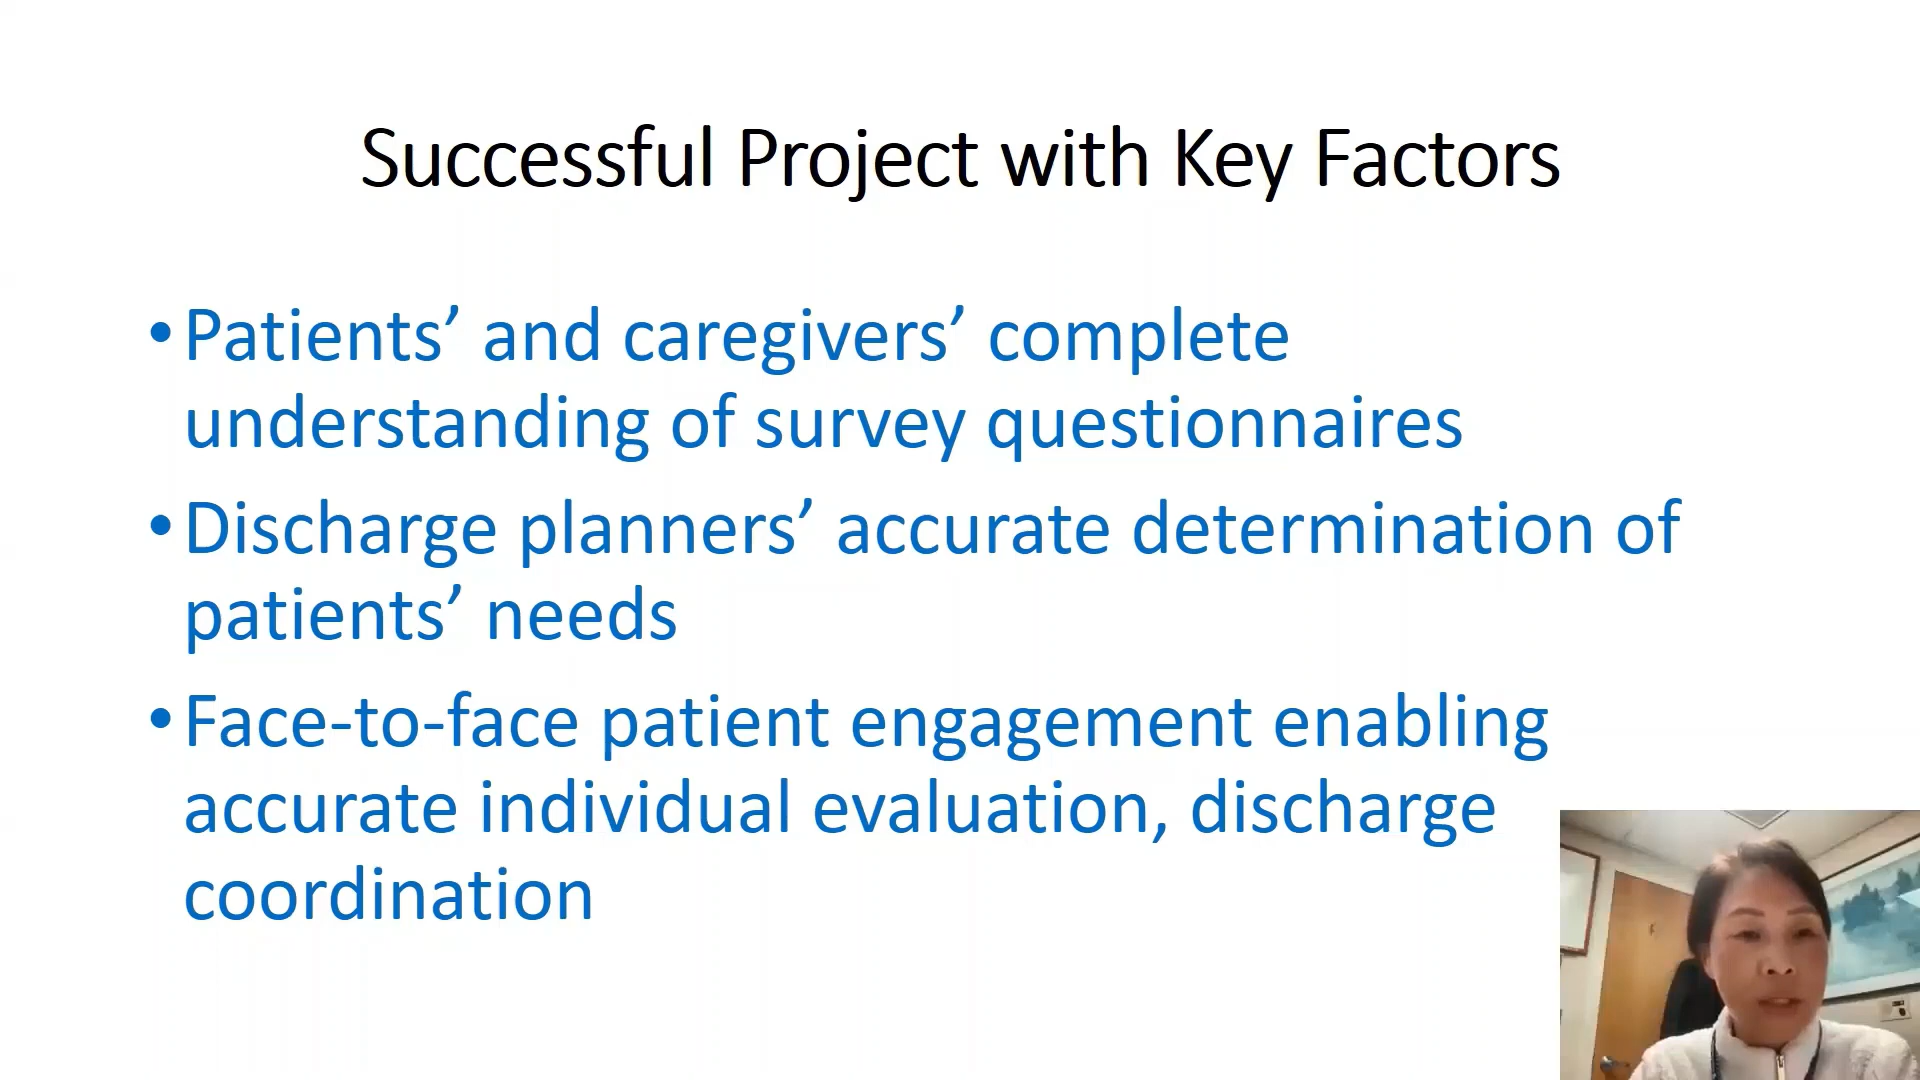 Successful Project with Key Factors
• Patients’ and caregivers’ complete
understanding of survey questionnaires
• Discharge planners’ accurate determination of
patients’ needs
• Face-to-face patient engagement enabling
accurate individual evaluation, discharge
coordination